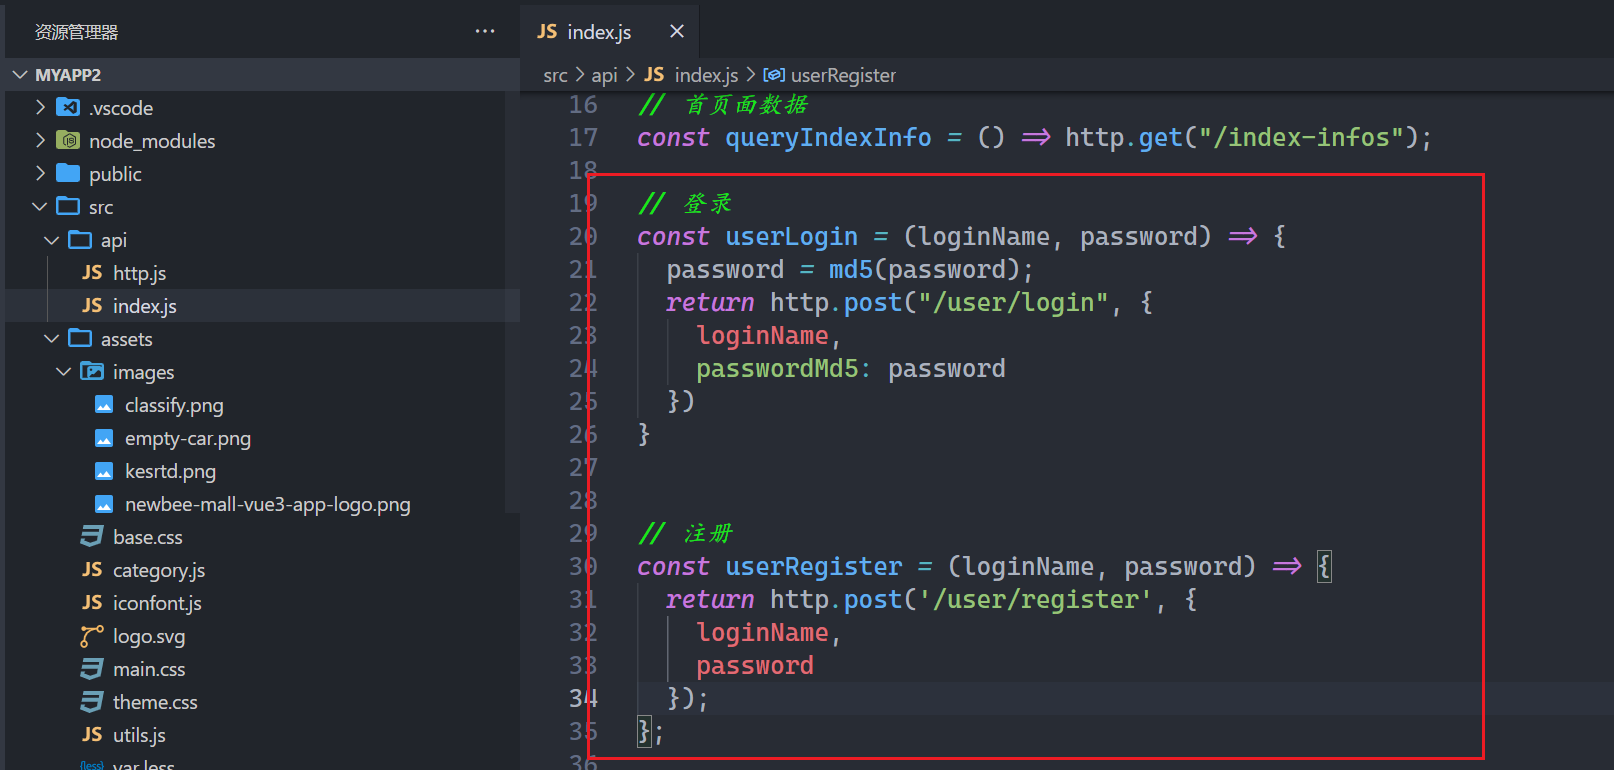 资源管理器
MYAPP2
.vscode
node_modules
public
src
api
JS http.js
JS index.js
assets
images
classify.png
empty-car.png
kesrtd.png
newbee-mall-vue3-app-logo.png
base.css
JS category.js
JS iconfont.js
logo.svg
main.css
theme.css
JS utils.js
{less} var.less
JS index.js
src > api > JS index.js > userRegister
16 // 首页面数据
17 const queryIndexInfo = () => http.get("/index-infos");
18
19 // 登录
20 const userLogin = (loginName, password) => {
21 password = md5(password);
22 return http.post("/user/login", {
23 loginName,
24 passwordMd5: password
25 })
26 }
27
28
29 // 注册
30 const userRegister = (loginName, password) => {
31 return http.post('/user/register', {
32 loginName,
33 password
34 });
35 };
36